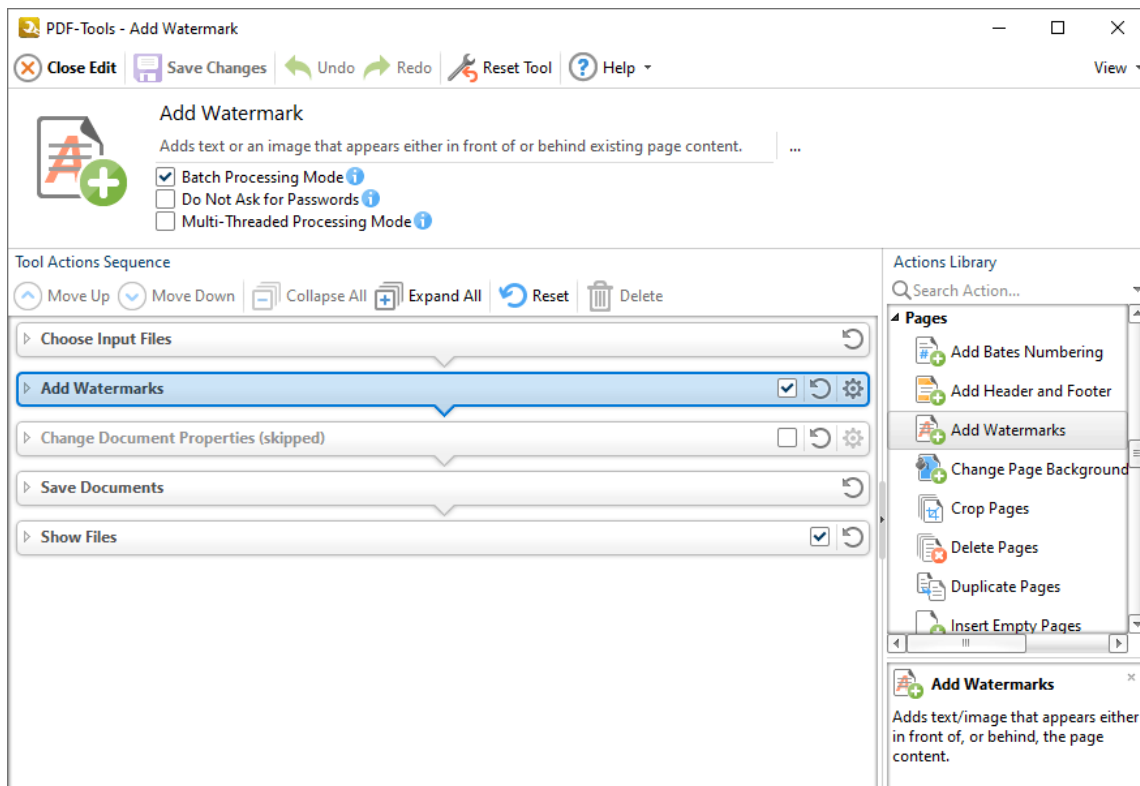 PDF-Tools - Add Watermark
Close Edit Save Changes Undo Redo Reset Tool Help View
Add Watermark
Adds text or an image that appears either in front of or behind existing page content. ...
Batch Processing Mode
Do Not Ask for Passwords
Multi-Threaded Processing Mode
Tool Actions Sequence
Move Up Move Down Collapse All Expand All Reset Delete
Choose Input Files
Add Watermarks
Change Document Properties (skipped)
Save Documents
Show Files
Actions Library
Search Action...
Pages
Add Bates Numbering
Add Header and Footer
Add Watermarks
Change Page Background
Crop Pages
Delete Pages
Duplicate Pages
Insert Empty Pages
Add Watermarks
Adds text/image that appears either
in front of, or behind, the page
content.